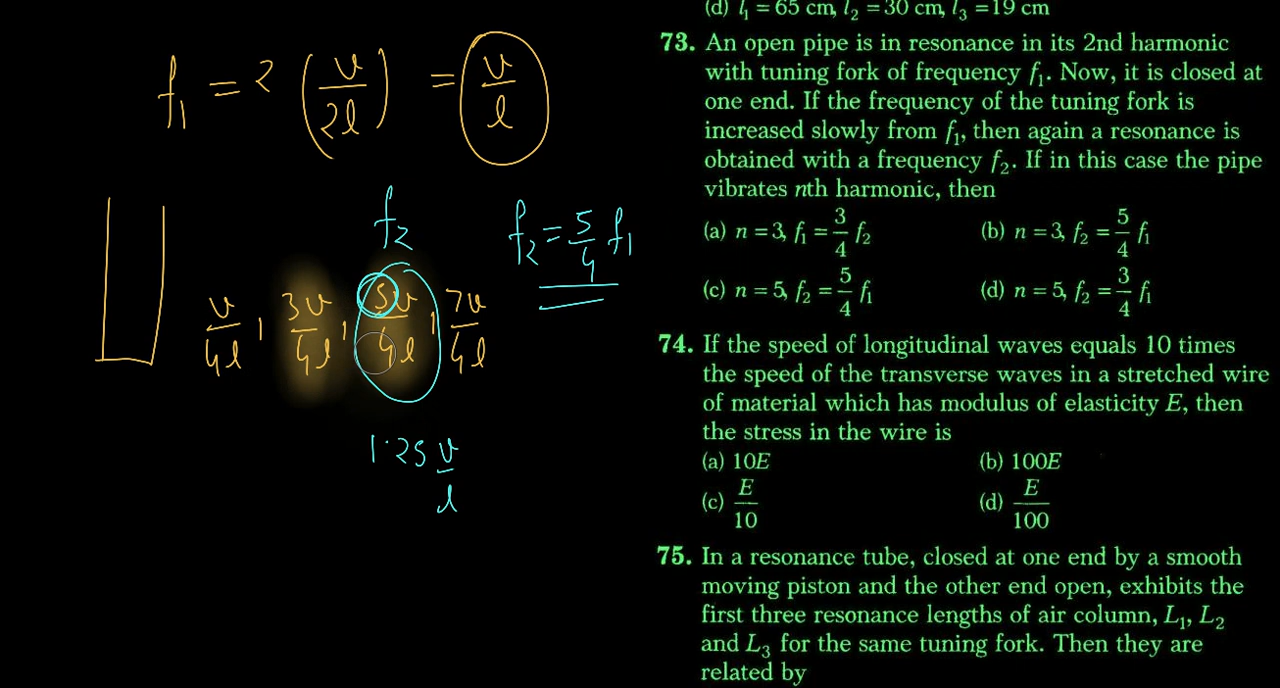 f₁ = 2 (v/2l) = v/l
f₂
f₂ = 5/4 f₁
v/4l, 3v/4l, 5v/4l, 7v/4l
1.25 v/l
(d) l₁ = 65 cm, l₂ = 30 cm, l₃ = 19 cm
73. An open pipe is in resonance in its 2nd harmonic
with tuning fork of frequency f₁. Now, it is closed at
one end. If the frequency of the tuning fork is
increased slowly from f₁, then again a resonance is
obtained with a frequency f₂. If in this case the pipe
vibrates nth harmonic, then
(a) n = 3, f₁ = 3/4 f₂ (b) n = 3, f₂ = 5/4 f₁
(c) n = 5, f₂ = 5/4 f₁ (d) n = 5, f₂ = 3/4 f₁
74. If the speed of longitudinal waves equals 10 times
the speed of the transverse waves in a stretched wire
of material which has modulus of elasticity E, then
the stress in the wire is
(a) 10E (b) 100E
(c) E/10 (d) E/100
75. In a resonance tube, closed at one end by a smooth
moving piston and the other end open, exhibits the
first three resonance lengths of air column, L₁, L₂
and L₃ for the same tuning fork. Then they are
related by